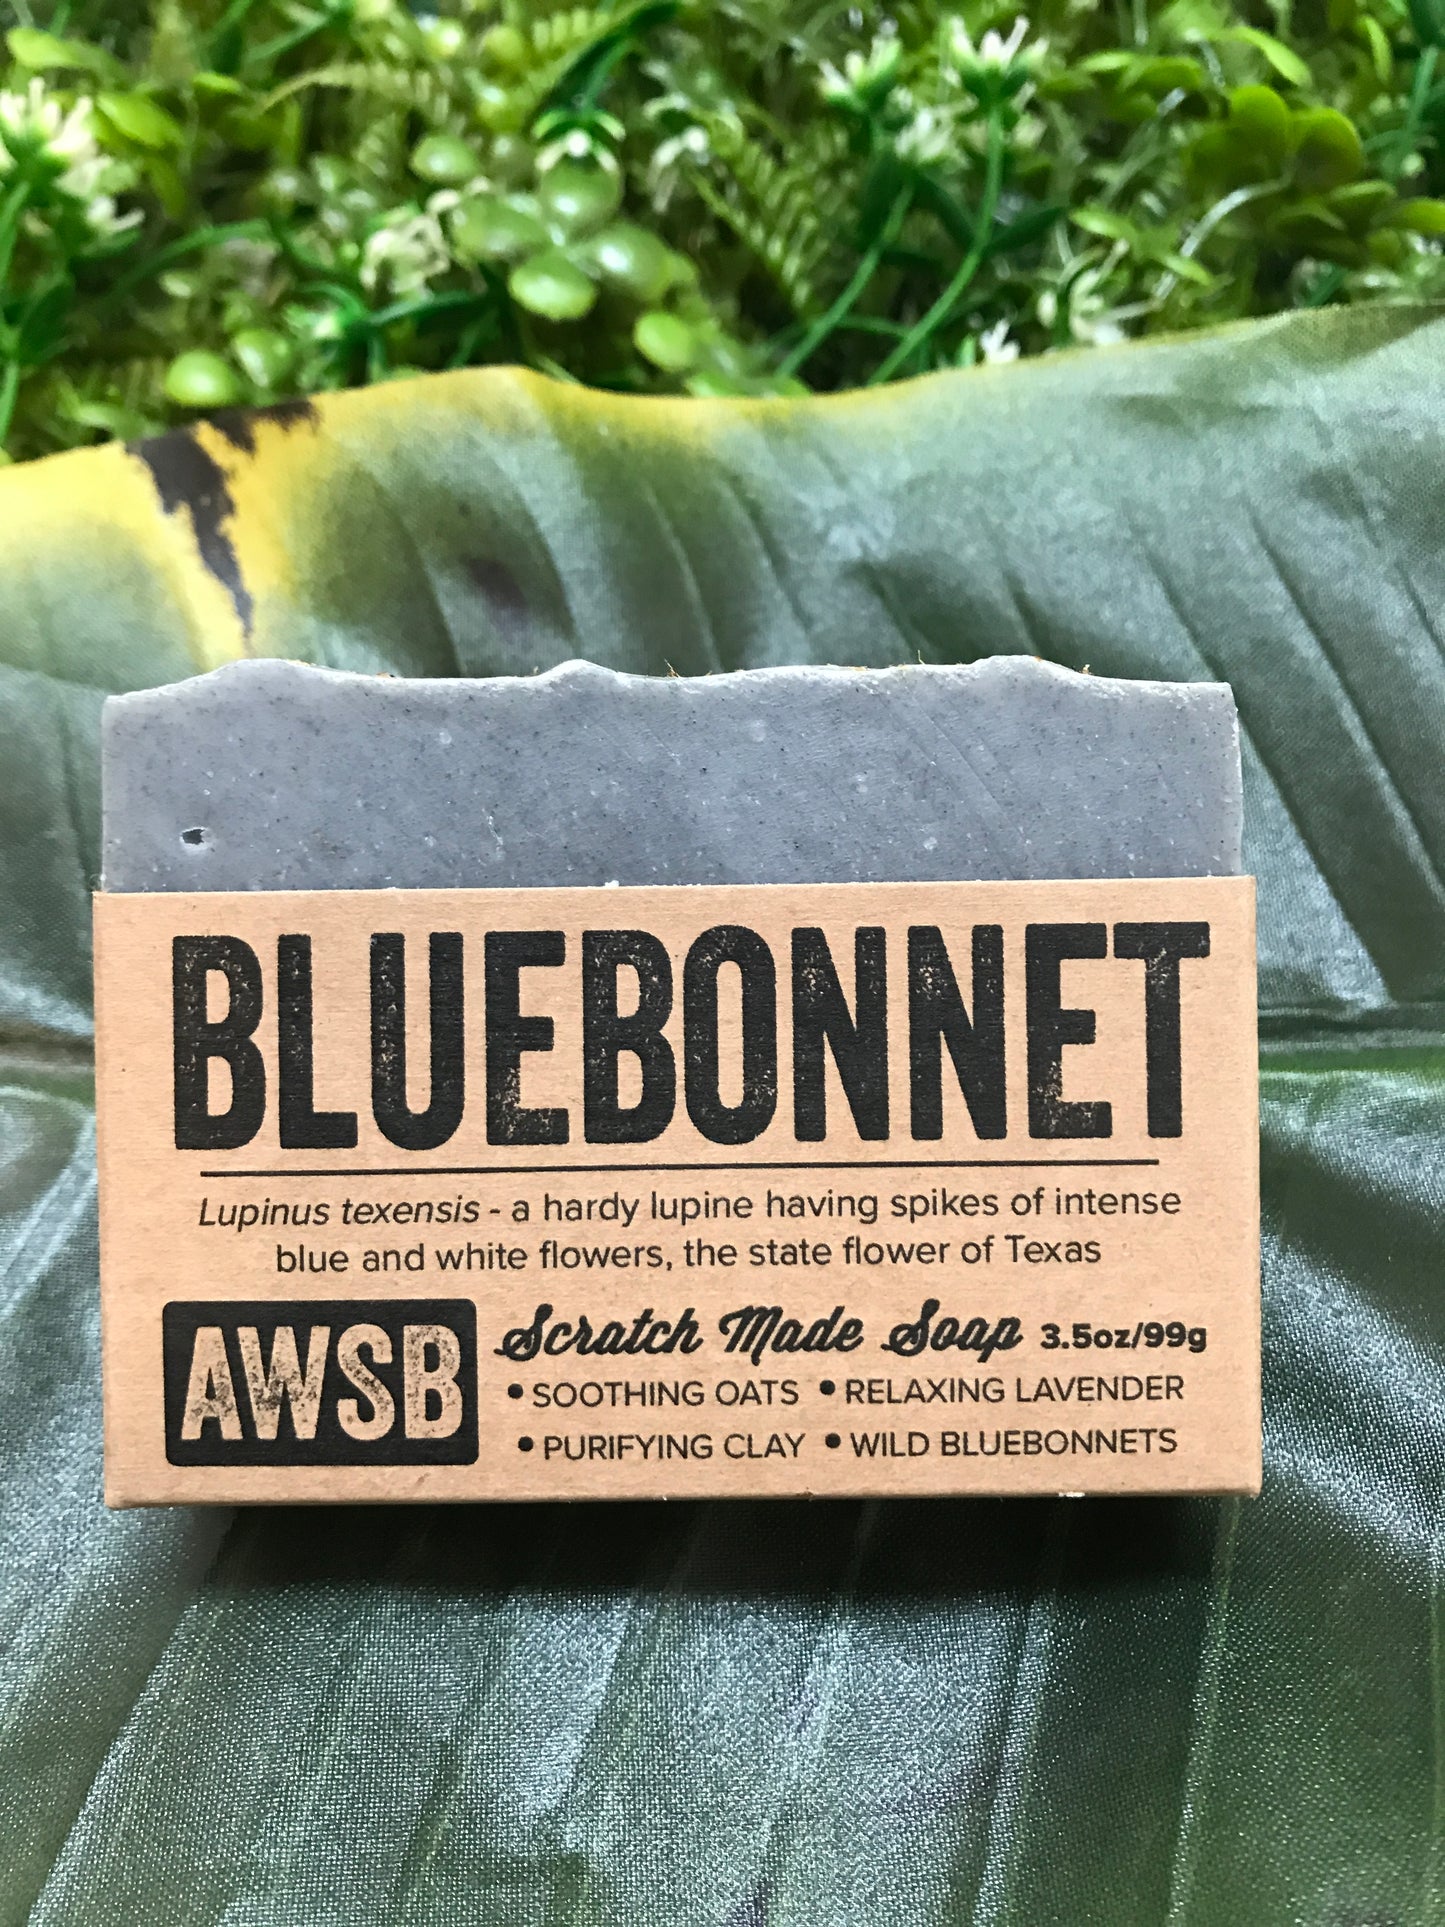 BLUEBONNET
Lupinus texensis - a hardy lupine having spikes of intense
blue and white flowers, the state flower of Texas
AWSB
Scratch Made Soap 3.5oz/99g
• SOOTHING OATS • RELAXING LAVENDER
• PURIFYING CLAY • WILD BLUEBONNETS